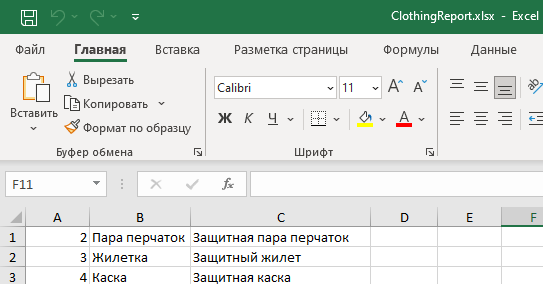 ClothingReport.xlsx - Excel
Файл Главная Вставка Разметка страницы Формулы Данные
Вставить
Вырезать
Копировать
Формат по образцу
Буфер обмена
Calibri 11 A A
Ж К Ч A
Шрифт
F11 fx
A B C D E F
1 2 Пара перчаток Защитная пара перчаток
2 3 Жилетка Защитный жилет
3 4 Каска Защитная каска